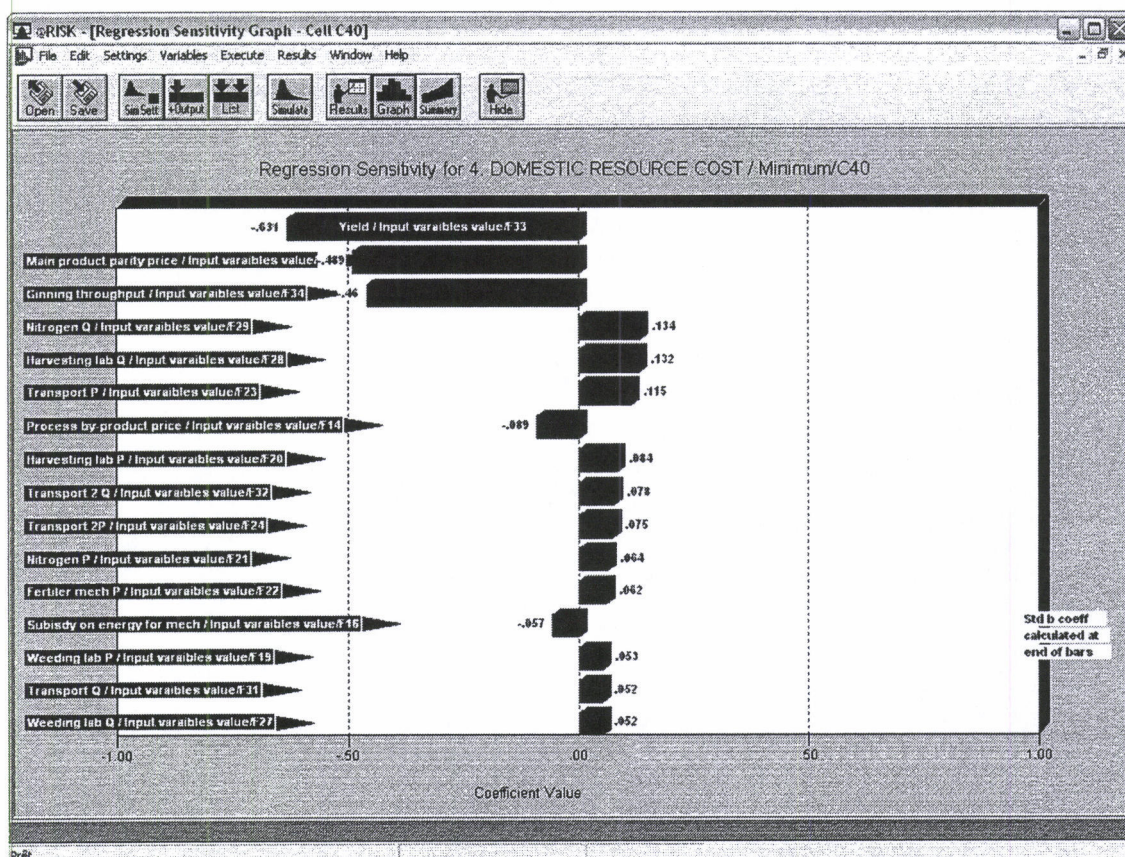 @RISK - [Regression Sensitivity Graph - Cell C40]
File Edit Settings Variables Execute Results Window Help
Open Save Sim Sett +Output List Simulate Results Graph Summary Hide
Regression Sensitivity for 4. DOMESTIC RESOURCE COST / Minimum/C40
-.631 Yield / Input varaibles value/F33
Main product parity price / Input varaibles value/ -.489
Ginning throughput / Input varaibles value/F34 -.46
Nitrogen Q / Input varaibles value/F29 .134
Harvesting lab Q / Input varaibles value/F28 .132
Transport P / Input varaibles value/F23 .115
Process by-product price / Input varaibles value/F14 -.089
Harvesting lab P / Input varaibles value/F20 .084
Transport 2 Q / Input varaibles value/F32 .078
Transport 2P / Input varaibles value/F24 .075
Nitrogen P / Input varaibles value/F21 .064
Fertiler mech P / Input varaibles value/F22 .062
Subisdy on energy for mech / Input varaibles value/F16 -.057
Weeding lab P / Input varaibles value/F19 .053
Transport Q / Input varaibles value/F31 .052
Weeding lab Q / Input varaibles value/F27 .052
Std b coeff
calculated at
end of bars
-1.00 -.50 .00 .50 1.00
Coefficient Value